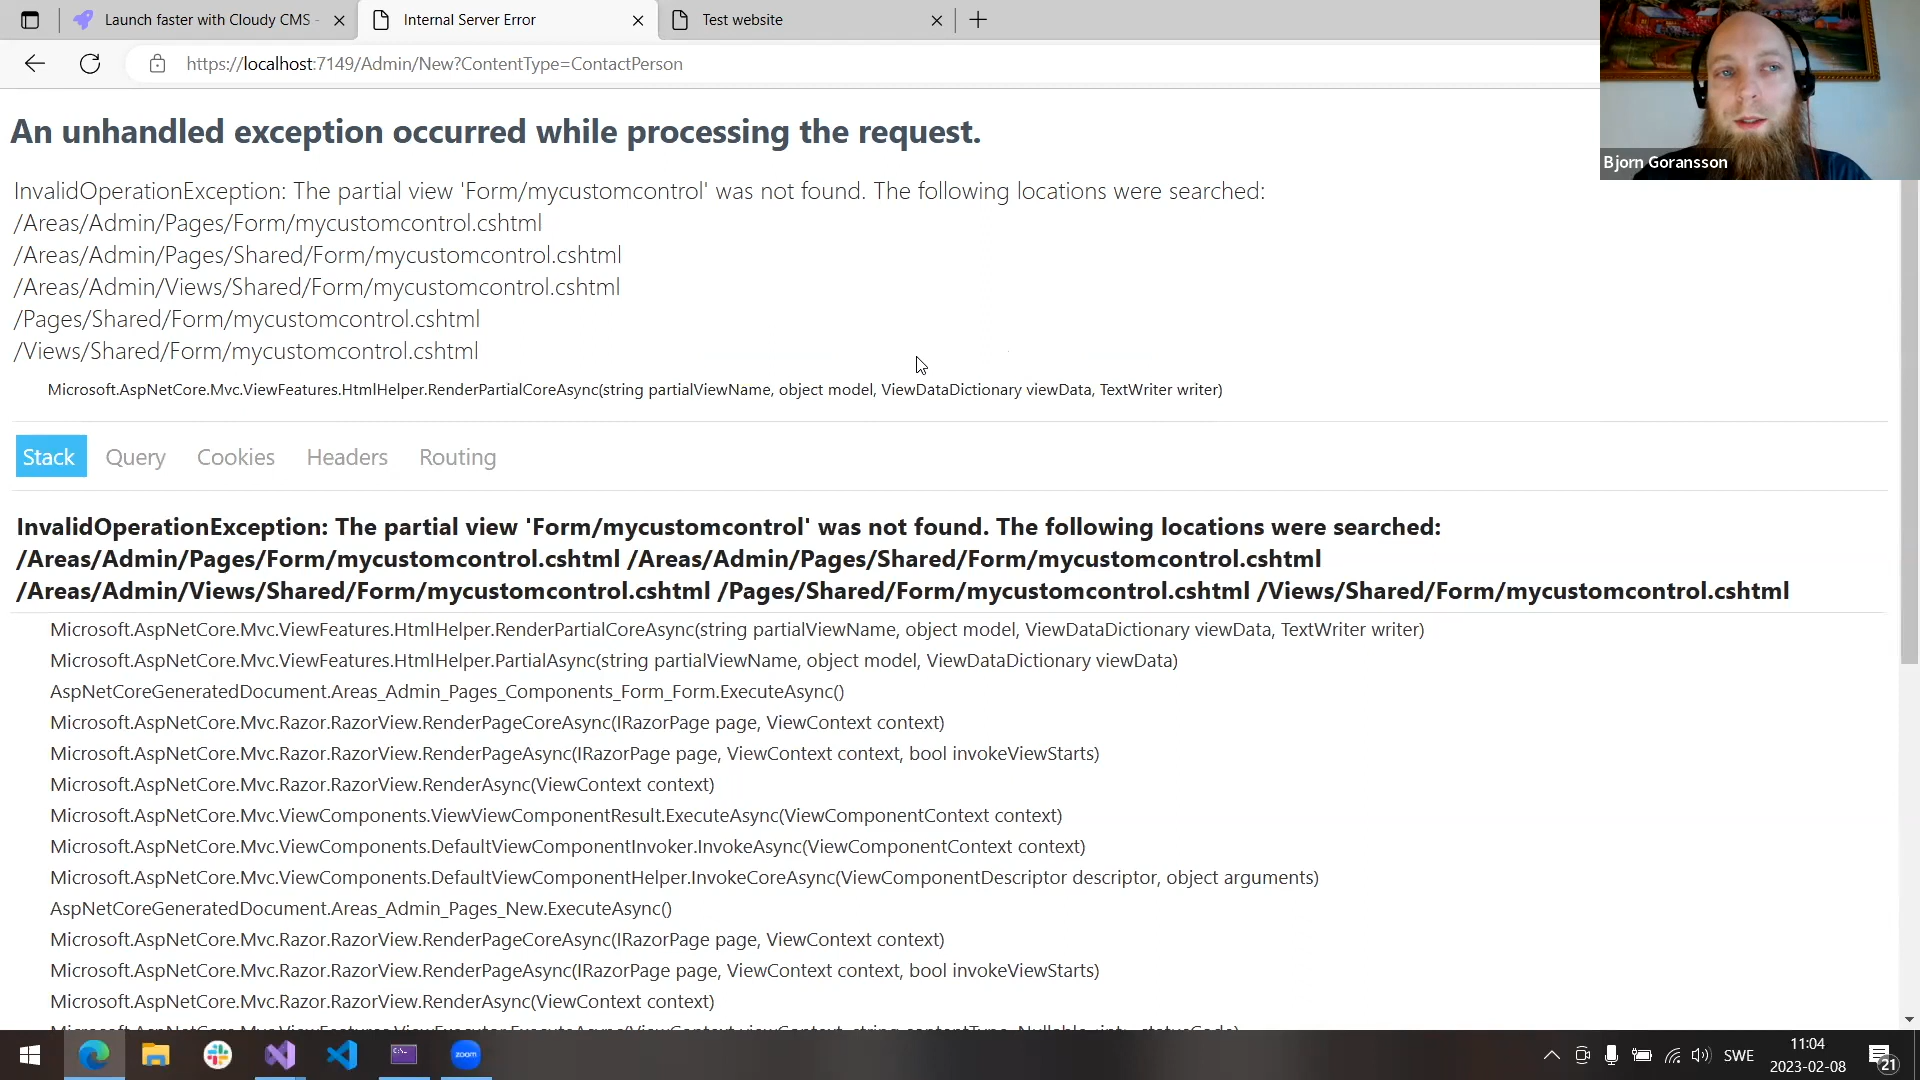 Launch faster with Cloudy CMS -
Internal Server Error
Test website
https://localhost:7149/Admin/New?ContentType=ContactPerson
Bjorn Goransson
An unhandled exception occurred while processing the request.
InvalidOperationException: The partial view 'Form/mycustomcontrol' was not found. The following locations were searched:
/Areas/Admin/Pages/Form/mycustomcontrol.cshtml
/Areas/Admin/Pages/Shared/Form/mycustomcontrol.cshtml
/Areas/Admin/Views/Shared/Form/mycustomcontrol.cshtml
/Pages/Shared/Form/mycustomcontrol.cshtml
/Views/Shared/Form/mycustomcontrol.cshtml
Microsoft.AspNetCore.Mvc.ViewFeatures.HtmlHelper.RenderPartialCoreAsync(string partialViewName, object model, ViewDataDictionary viewData, TextWriter writer)
Stack Query Cookies Headers Routing
InvalidOperationException: The partial view 'Form/mycustomcontrol' was not found. The following locations were searched:
/Areas/Admin/Pages/Form/mycustomcontrol.cshtml /Areas/Admin/Pages/Shared/Form/mycustomcontrol.cshtml
/Areas/Admin/Views/Shared/Form/mycustomcontrol.cshtml /Pages/Shared/Form/mycustomcontrol.cshtml /Views/Shared/Form/mycustomcontrol.cshtml
Microsoft.AspNetCore.Mvc.ViewFeatures.HtmlHelper.RenderPartialCoreAsync(string partialViewName, object model, ViewDataDictionary viewData, TextWriter writer)
Microsoft.AspNetCore.Mvc.ViewFeatures.HtmlHelper.PartialAsync(string partialViewName, object model, ViewDataDictionary viewData)
AspNetCoreGeneratedDocument.Areas_Admin_Pages_Components_Form_Form.ExecuteAsync()
Microsoft.AspNetCore.Mvc.Razor.RazorView.RenderPageCoreAsync(IRazorPage page, ViewContext context)
Microsoft.AspNetCore.Mvc.Razor.RazorView.RenderPageAsync(IRazorPage page, ViewContext context, bool invokeViewStarts)
Microsoft.AspNetCore.Mvc.Razor.RazorView.RenderAsync(ViewContext context)
Microsoft.AspNetCore.Mvc.ViewComponents.ViewViewComponentResult.ExecuteAsync(ViewComponentContext context)
Microsoft.AspNetCore.Mvc.ViewComponents.DefaultViewComponentInvoker.InvokeAsync(ViewComponentContext context)
Microsoft.AspNetCore.Mvc.ViewComponents.DefaultViewComponentHelper.InvokeCoreAsync(ViewComponentDescriptor descriptor, object arguments)
AspNetCoreGeneratedDocument.Areas_Admin_Pages_New.ExecuteAsync()
Microsoft.AspNetCore.Mvc.Razor.RazorView.RenderPageCoreAsync(IRazorPage page, ViewContext context)
Microsoft.AspNetCore.Mvc.Razor.RazorView.RenderPageAsync(IRazorPage page, ViewContext context, bool invokeViewStarts)
Microsoft.AspNetCore.Mvc.Razor.RazorView.RenderAsync(ViewContext context)
zoom
SWE
11:04
2023-02-08
21